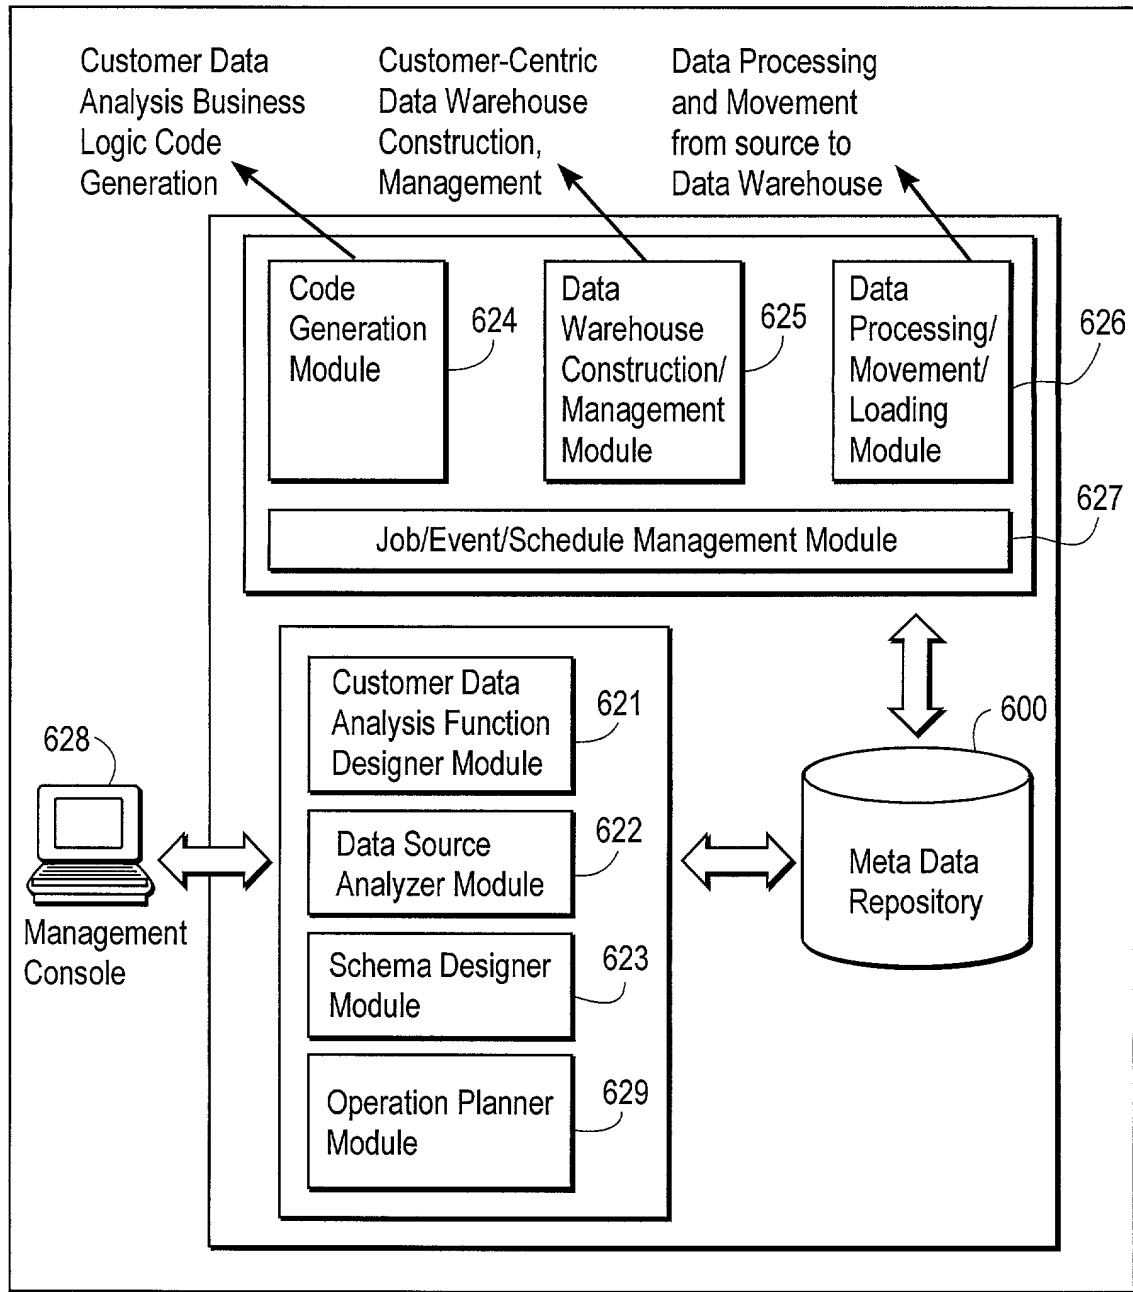 Customer Data
Analysis Business
Logic Code
Generation
Customer-Centric
Data Warehouse
Construction,
Management
Data Processing
and Movement
from source to
Data Warehouse
Code
Generation
Module
624
Data
Warehouse
Construction/
Management
Module
625
Data
Processing/
Movement/
Loading
Module
626
Job/Event/Schedule Management Module
627
Customer Data
Analysis Function
Designer Module
621
Data Source
Analyzer Module
622
Schema Designer
Module
623
Operation Planner
Module
629
628
Management
Console
600
Meta Data
Repository